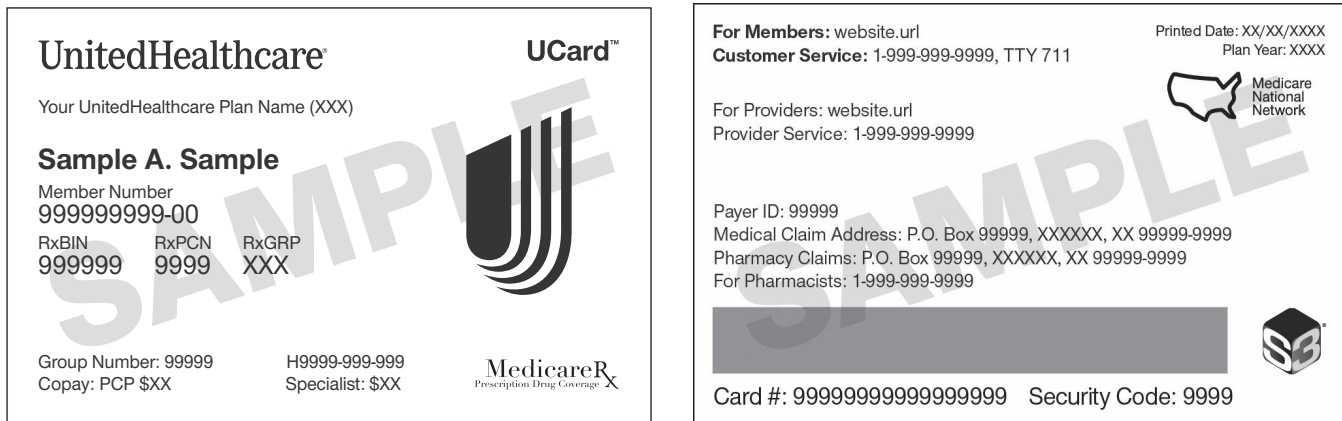 UnitedHealthcare®
UCard™
Your UnitedHealthcare Plan Name (XXX)
Sample A. Sample
Member Number
999999999-00
RxBIN RxPCN RxGRP
999999 9999 XXX
Group Number: 99999 H9999-999-999
Copay: PCP $XX Specialist: $XX
MedicareRx
Prescription Drug Coverage
SAMPLE
For Members: website.url
Customer Service: 1-999-999-9999, TTY 711
Printed Date: XX/XX/XXXX
Plan Year: XXXX
Medicare
National
Network
For Providers: website.url
Provider Service: 1-999-999-9999
Payer ID: 99999
Medical Claim Address: P.O. Box 99999, XXXXXX, XX 99999-9999
Pharmacy Claims: P.O. Box 99999, XXXXXX, XX 99999-9999
For Pharmacists: 1-999-999-9999
S3®
Card #: 99999999999999999 Security Code: 9999
SAMPLE